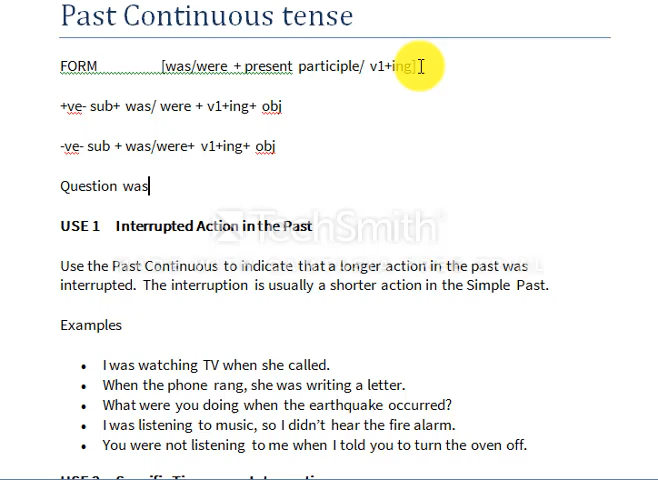 Past Continuous tense
FORM [was/were + present participle/ v1+ing]
+ve- sub+ was/ were + v1+ing+ obj
-ve- sub + was/were+ v1+ing+ obj
Question was
USE 1 Interrupted Action in the Past
TechSmith
Use the Past Continuous to indicate that a longer action in the past was
interrupted. The interruption is usually a shorter action in the Simple Past.
Examples
• I was watching TV when she called.
• When the phone rang, she was writing a letter.
• What were you doing when the earthquake occurred?
• I was listening to music, so I didn't hear the fire alarm.
• You were not listening to me when I told you to turn the oven off.